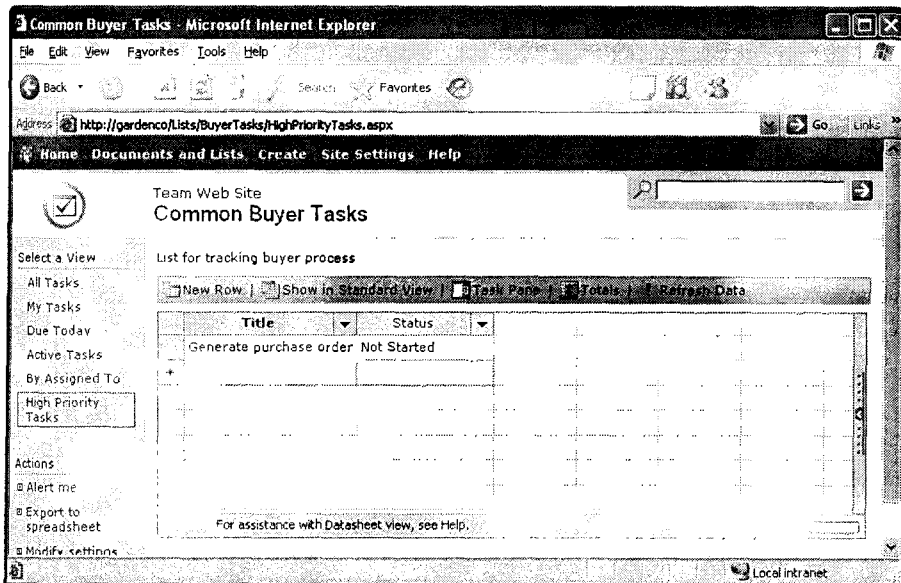 Common Buyer Tasks - Microsoft Internet Explorer
File Edit View Favorites Tools Help
Back Search Favorites
Address http://gardenco/Lists/BuyerTasks/HighPriorityTasks.aspx Go Links »
Home Documents and Lists Create Site Settings Help
Team Web Site
Common Buyer Tasks
Select a View
All Tasks
My Tasks
Due Today
Active Tasks
By Assigned To
High Priority
Tasks
Actions
Alert me
Export to
spreadsheet
Modify settings
List for tracking buyer process
New Row | Show in Standard View | Task Pane | Totals | Refresh Data
Title Status
Generate purchase order Not Started
*
For assistance with Datasheet view, see Help.
Local intranet